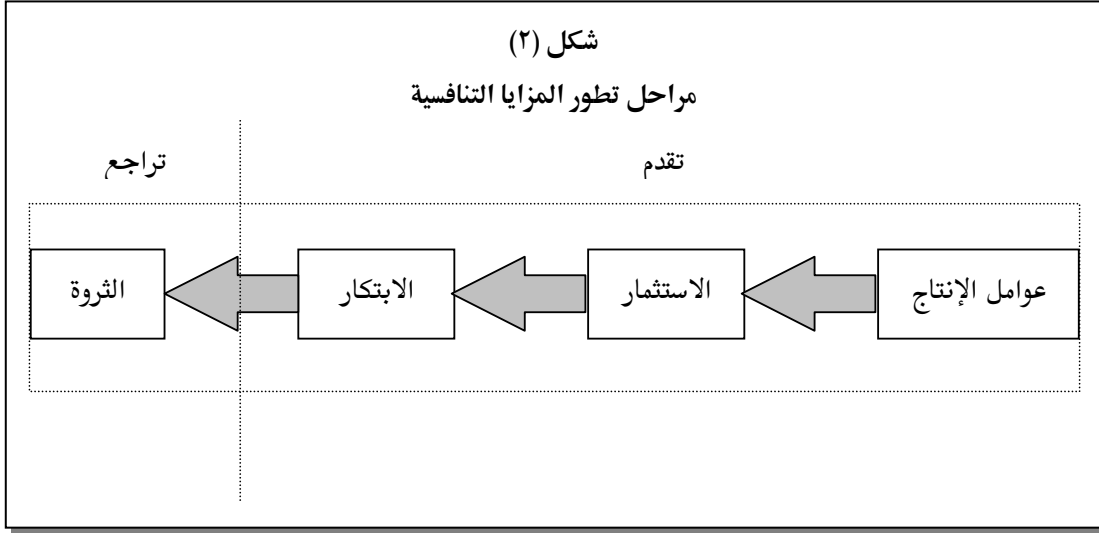 شكل (٢)
مراحل تطور المزايا التنافسية
تقدم
تراجع
عوامل الإنتاج
الاستثمار
الابتكار
الثروة